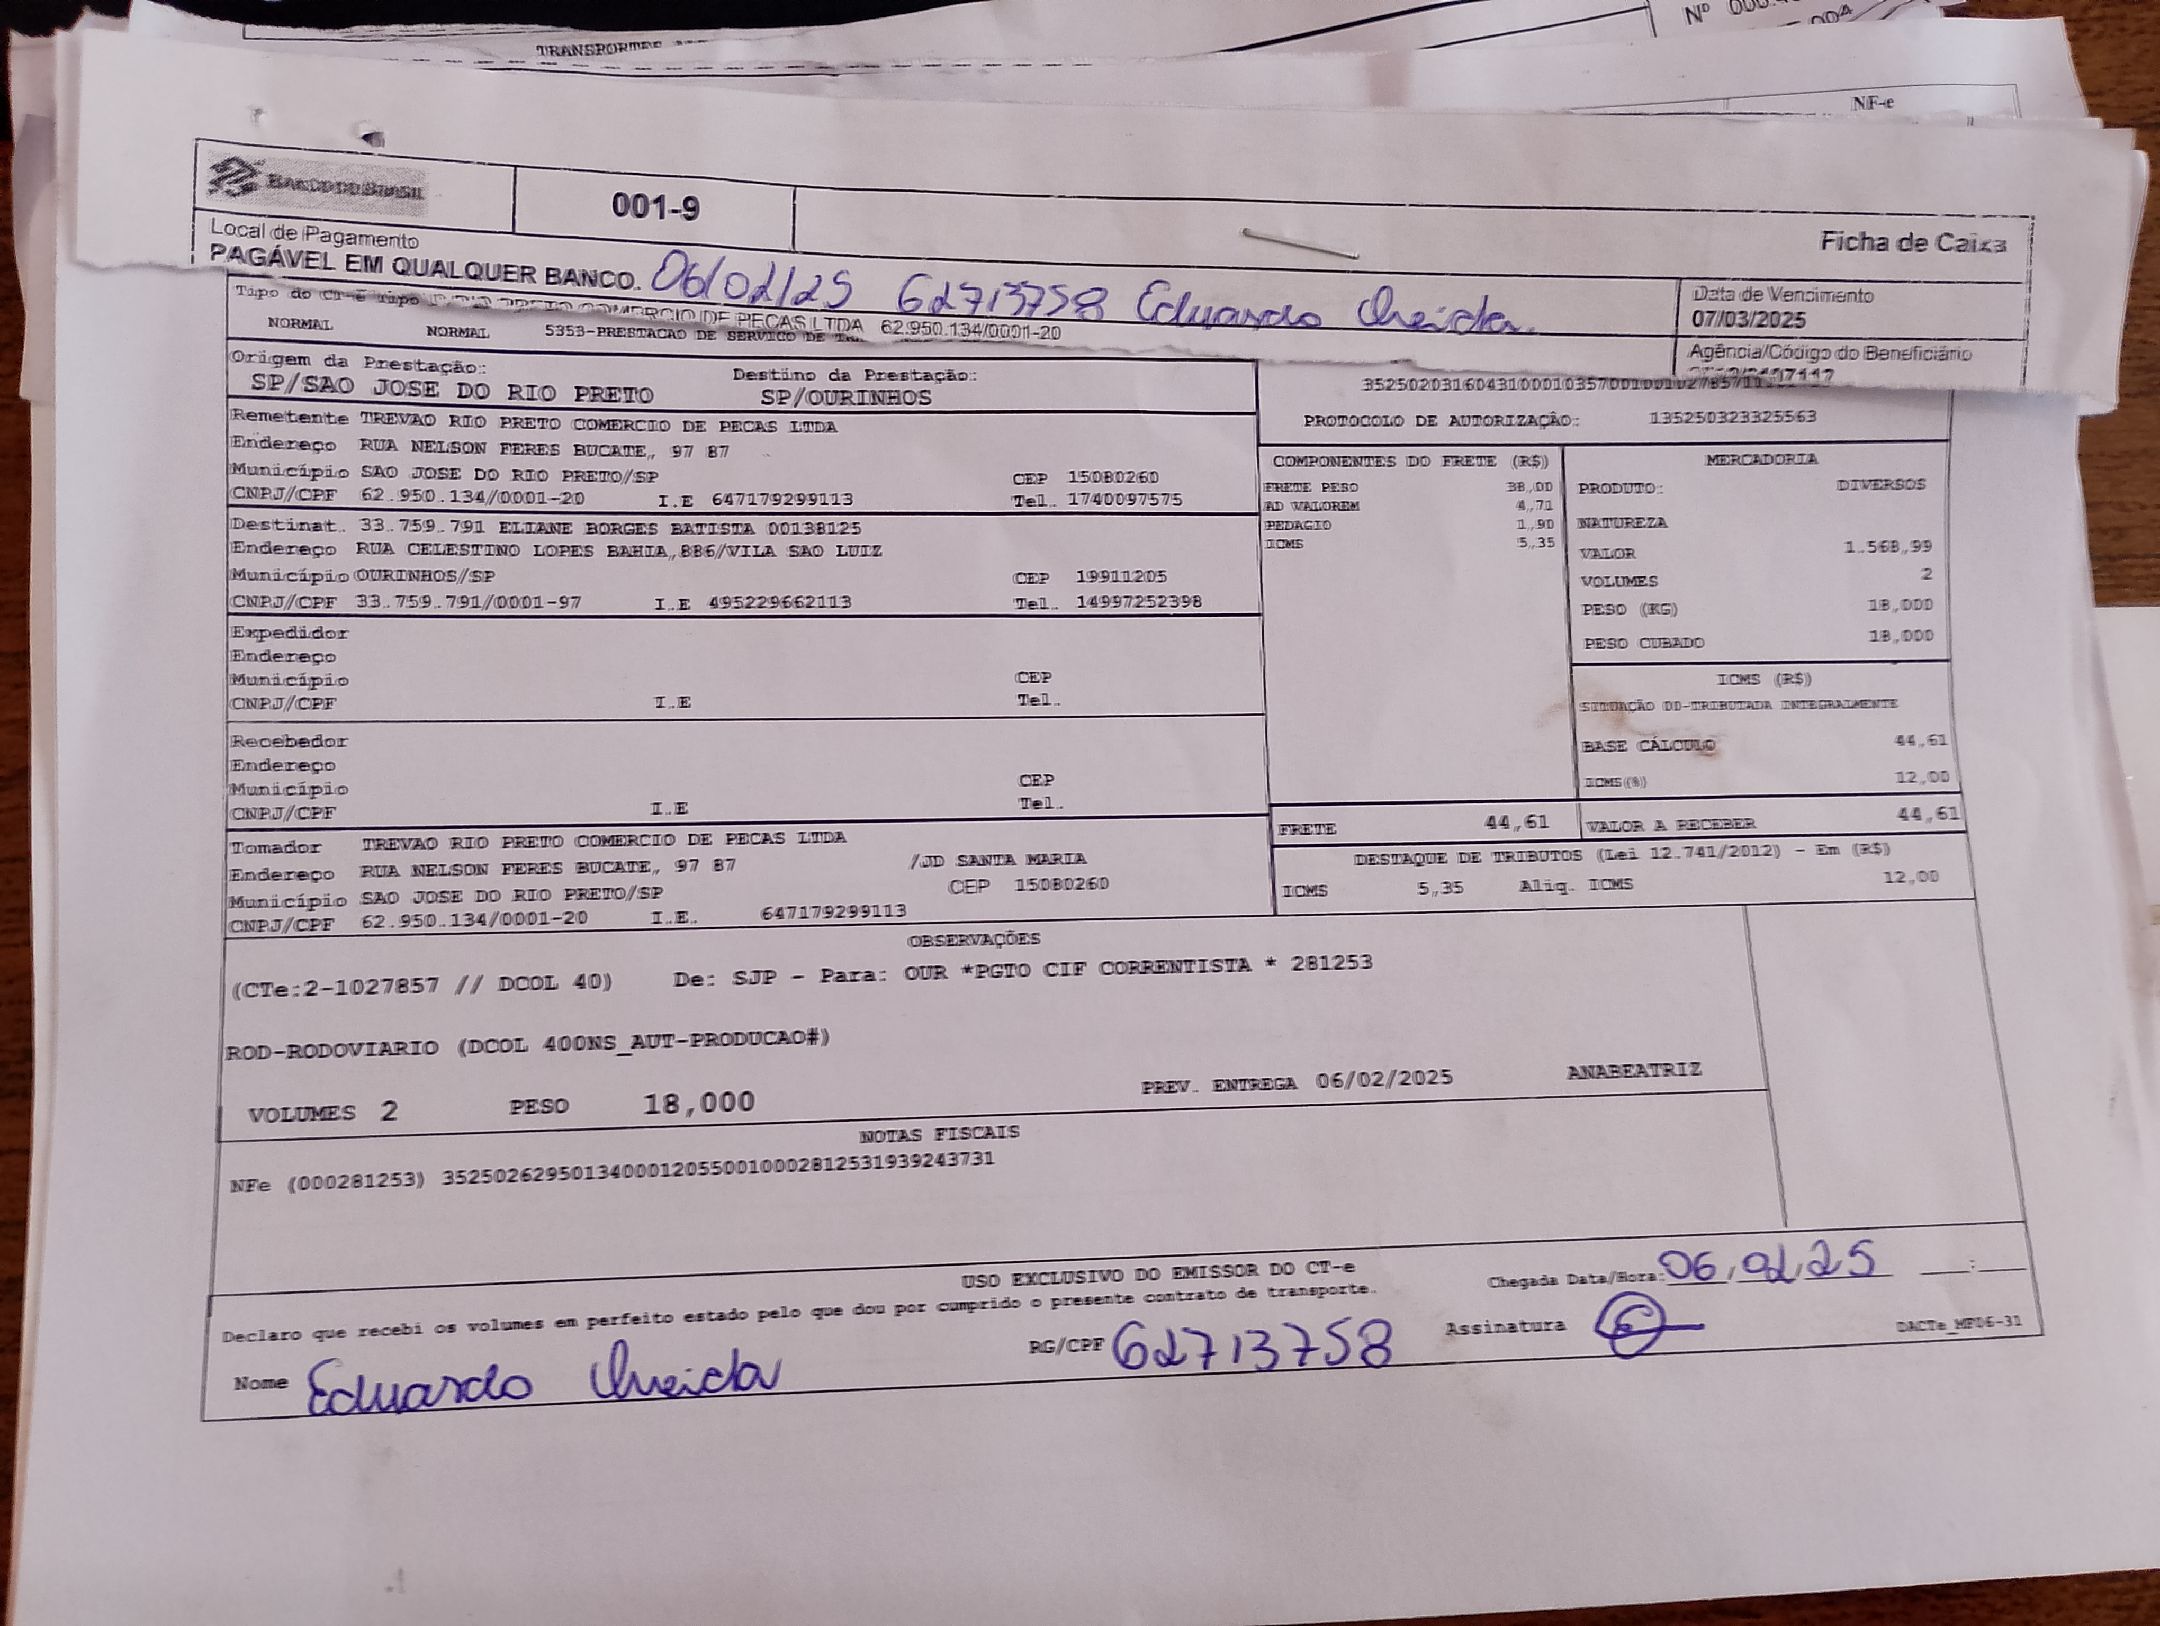 TRANSPORTES
Nº
004
NF-e
BANCO DO BRASIL
001-9
Ficha de Caixa
Local de Pagamento
PAGÁVEL EM QUALQUER BANCO. 06/02/25 62713758 Eduardo
Data de Vencimento
07/03/2025
Tipo do CT-e Tipo
COMERCIO DE PECAS LTDA 62.950.134/0001-20
NORMAL NORMAL 5353-PRESTACAO DE SERVICO DE
Agência/Código do Beneficiário
Origem da Prestação: Destino da Prestação:
SP/SAO JOSE DO RIO PRETO SP/OURINHOS
PROTOCOLO DE AUTORIZAÇÃO: 135250323325563
Remetente TREVAO RIO PRETO COMERCIO DE PECAS LTDA
Endereço RUA NELSON FERES BUCATE, 97 87
Município SAO JOSE DO RIO PRETO/SP CEP 15080260
CNPJ/CPF 62.950.134/0001-20 I.E 647179299113 Tel. 1740097575
Destinat. 33.759.791 ELIANE BORGES BATISTA 00138125
Endereço RUA CELESTINO LOPES BAHIA,886/VILA SAO LUIZ
Município OURINHOS/SP CEP 19911205
CNPJ/CPF 33.759.791/0001-97 I.E 495229662113 Tel. 14997252398
Expedidor
Endereço
Município CEP
CNPJ/CPF I.E Tel.
Recebedor
Endereço
Município CEP
CNPJ/CPF I.E Tel.
Tomador TREVAO RIO PRETO COMERCIO DE PECAS LTDA
Endereço RUA NELSON FERES BUCATE, 97 87 /JD SANTA MARIA
Município SAO JOSE DO RIO PRETO/SP CEP 15080260
CNPJ/CPF 62.950.134/0001-20 I.E. 647179299113
COMPONENTES DO FRETE (R$)
FRETE PESO 38,00
AD VALOREM 4,71
PEDAGIO 1,90
ICMS 5,35
MERCADORIA
PRODUTO: DIVERSOS
NATUREZA
VALOR 1.568,99
VOLUMES 2
PESO (KG) 18,000
PESO CUBADO 18,000
ICMS (R$)
SITUAÇÃO 00-TRIBUTADA INTEGRALMENTE
BASE CÁLCULO 44,61
ICMS(%) 12,00
FRETE 44,61 VALOR A RECEBER 44,61
DESTAQUE DE TRIBUTOS (Lei 12.741/2012) - Em (R$)
ICMS 5,35 Aliq. ICMS 12,00
OBSERVAÇÕES
(CTe:2-1027857 // DCOL 40) De: SJP - Para: OUR *PGTO CIF CORRENTISTA * 281253
ROD-RODOVIARIO (DCOL 400NS_AUT-PRODUCAO#)
VOLUMES 2 PESO 18,000 PREV. ENTREGA 06/02/2025 ANABEATRIZ
NOTAS FISCAIS
NFe (000281253) 35250262950134000120550010002812531939243731
USO EXCLUSIVO DO EMISSOR DO CT-e
Declaro que recebi os volumes em perfeito estado pelo que dou por cumprido o presente contrato de transporte.
Chegada Data/Hora: 06/02/25 __:__
Nome Eduardo RG/CPF 62713758 Assinatura
DACTe_MF06-31